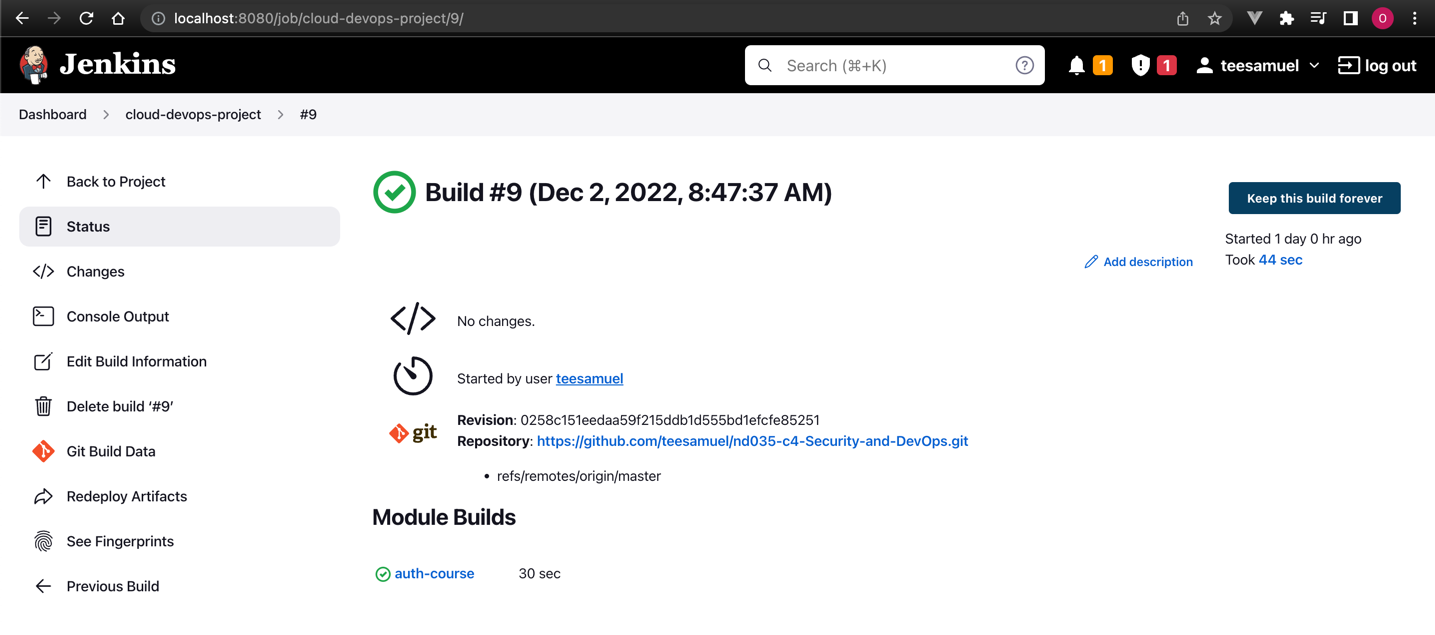 localhost:8080/job/cloud-devops-project/9/
O
Jenkins
Search (⌘+K)
?
1
1
teesamuel
log out
Dashboard > cloud-devops-project > #9
Back to Project
Status
Changes
Console Output
Edit Build Information
Delete build ‘#9’
Git Build Data
Redeploy Artifacts
See Fingerprints
Previous Build
Build #9 (Dec 2, 2022, 8:47:37 AM)
Keep this build forever
Started 1 day 0 hr ago
Took 44 sec
Add description
No changes.
Started by user teesamuel
git
Revision: 0258c151eedaa59f215ddb1d555bd1efcfe85251
Repository: https://github.com/teesamuel/nd035-c4-Security-and-DevOps.git
• refs/remotes/origin/master
Module Builds
auth-course 30 sec